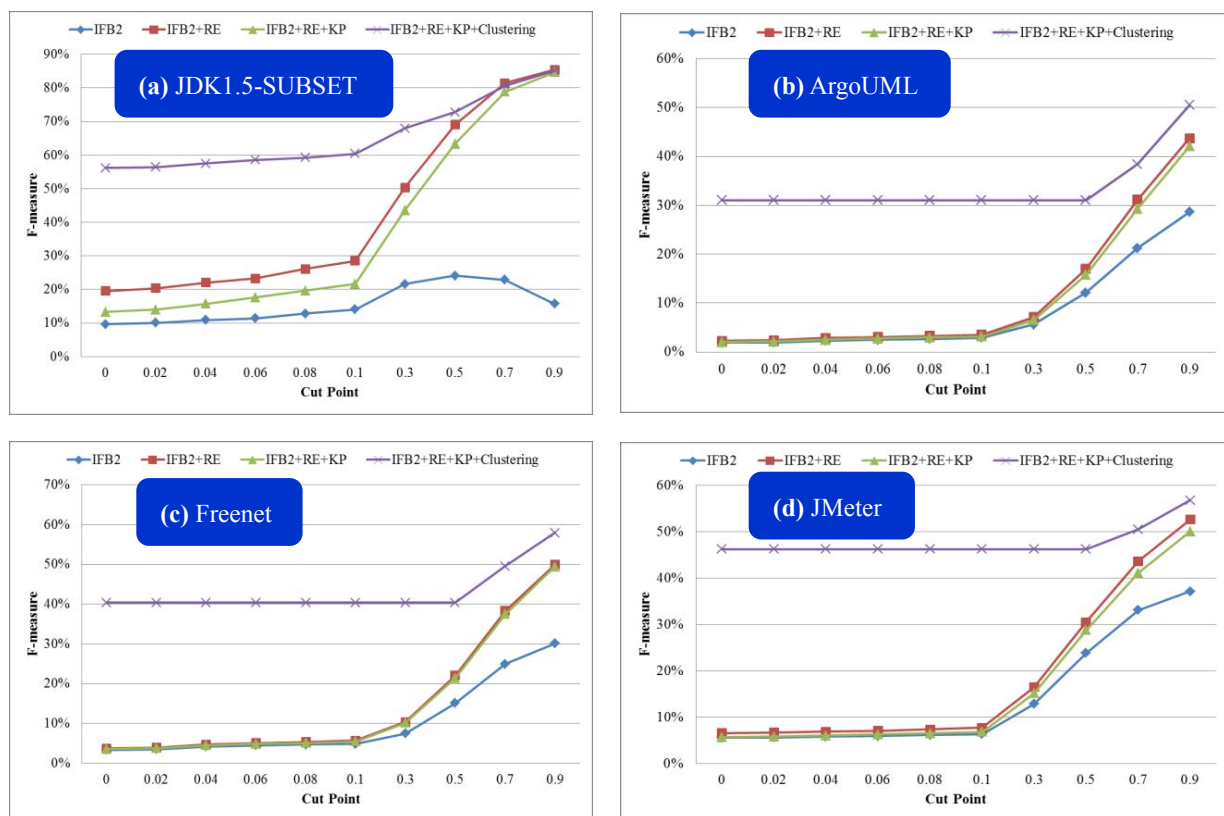 IFB2 IFB2+RE IFB2+RE+KP IFB2+RE+KP+Clustering
(a) JDK1.5-SUBSET
90%
80%
70%
60%
50%
40%
30%
20%
10%
0%
F-measure
0 0.02 0.04 0.06 0.08 0.1 0.3 0.5 0.7 0.9
Cut Point
IFB2 IFB2+RE IFB2+RE+KP IFB2+RE+KP+Clustering
(b) ArgoUML
60%
50%
40%
30%
20%
10%
0%
F-measure
0 0.02 0.04 0.06 0.08 0.1 0.3 0.5 0.7 0.9
Cut Point
IFB2 IFB2+RE IFB2+RE+KP IFB2+RE+KP+Clustering
(c) Freenet
70%
60%
50%
40%
30%
20%
10%
0%
F-measure
0 0.02 0.04 0.06 0.08 0.1 0.3 0.5 0.7 0.9
Cut Point
IFB2 IFB2+RE IFB2+RE+KP IFB2+RE+KP+Clustering
(d) JMeter
60%
50%
40%
30%
20%
10%
0%
F-measure
0 0.02 0.04 0.06 0.08 0.1 0.3 0.5 0.7 0.9
Cut Point